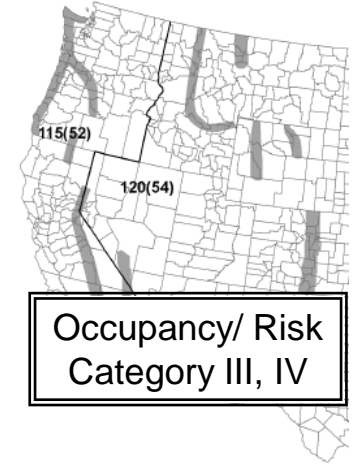 115(52)
120(54)
Occupancy/ Risk
Category III, IV